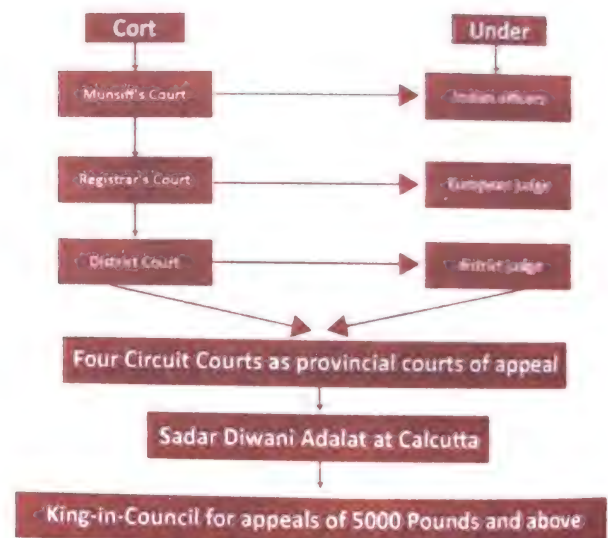 Cort
Under
Munsiff's Court
Indian officers
Registrar's Court
European Judge
District Court
district judge
Four Circuit Courts as provincial courts of appeal
Sadar Diwani Adalat at Calcutta
King-in-Council for appeals of 5000 Pounds and above